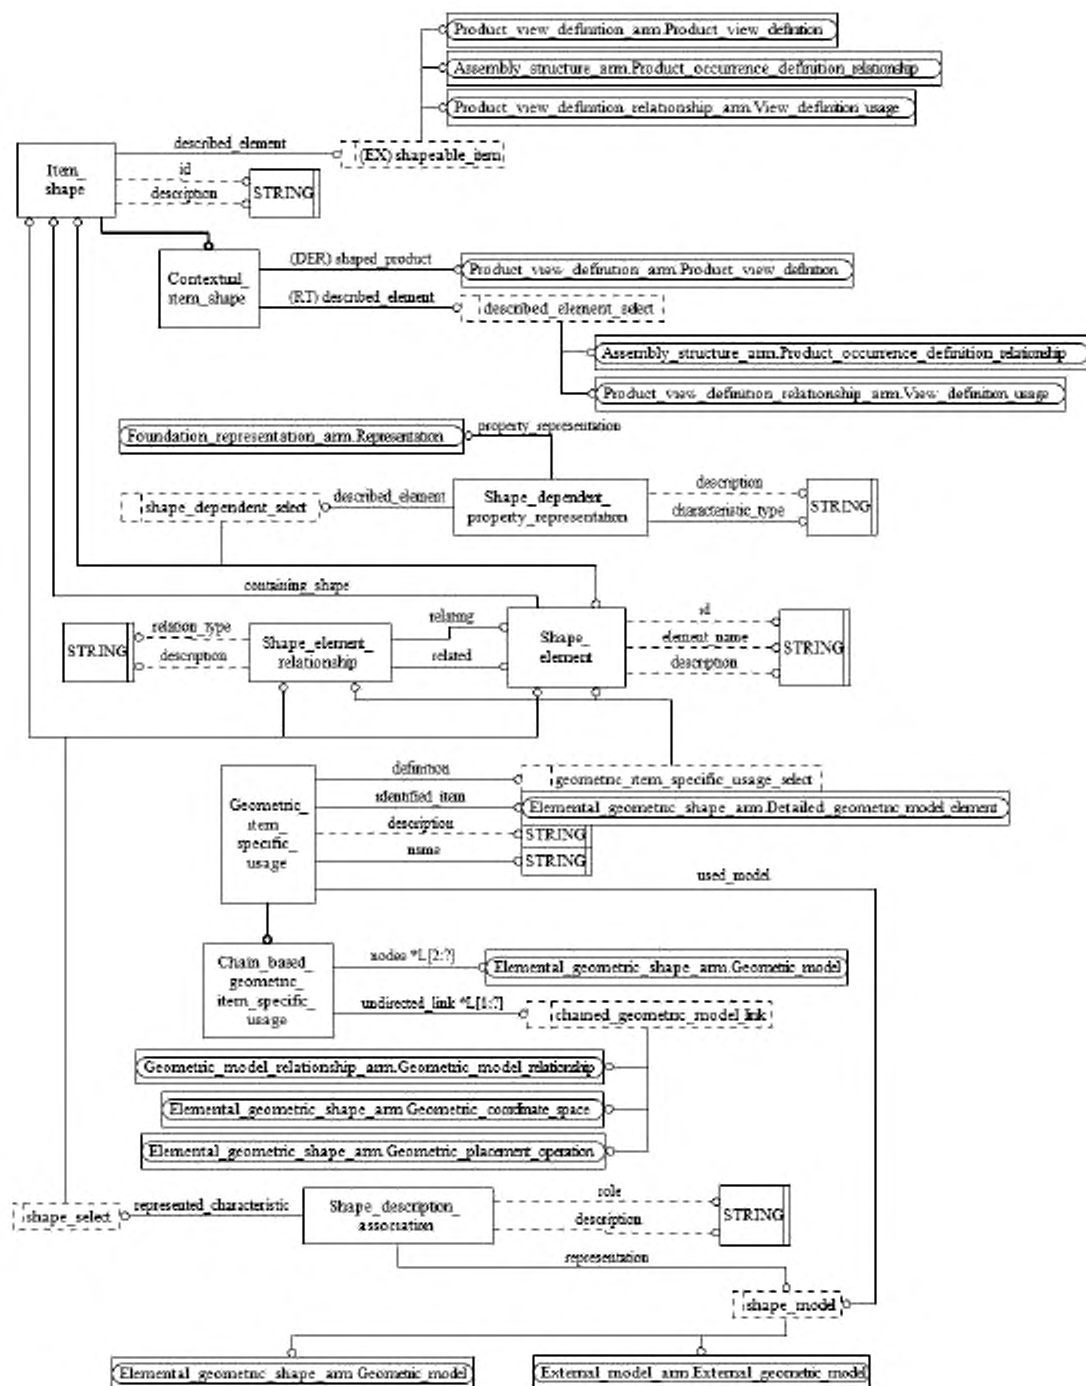 Product_view_definition_arm.Product_view_definition
Assembly_structure_arm.Product_occurrence_definition_relationship
Product_view_definition_relationship_arm.View_definition_usage
described_element
(EX) shapeable_item
Item_
shape
id
description
STRING
Contextual_
item_shape
(DER) shaped_product
Product_view_definition_arm.Product_view_definition
(RT) described_element
described_element_select
Assembly_structure_arm.Product_occurrence_definition_relationship
Product_view_definition_relationship_arm.View_definition_usage
Foundation_representation_arm.Representation
property_representation
shape_dependent_select
described_element
Shape_dependent_
property_representation
description
characteristic_type
STRING
containing_shape
STRING
relation_type
description
Shape_element_
relationship
relating
related
Shape_
element
id
element_name
description
STRING
Geometric_
item_
specific_
usage
definition
geometric_item_specific_usage_select
identified_item
Elemental_geometric_shape_arm.Detailed_geometric_model_element
description
STRING
name
STRING
used_model
Chain_based_
geometric_
item_specific_
usage
nodes *L[2:?]
Elemental_geometric_shape_arm.Geometric_model
undirected_link *L[1:?]
chained_geometric_model_link
Geometric_model_relationship_arm.Geometric_model_relationship
Elemental_geometric_shape_arm.Geometric_coordinate_space
Elemental_geometric_shape_arm.Geometric_placement_operation
shape_select
represented_characteristic
Shape_description_
association
role
description
STRING
representation
shape_model
Elemental_geometric_shape_arm.Geometric_model
External_model_arm.External_geometric_model